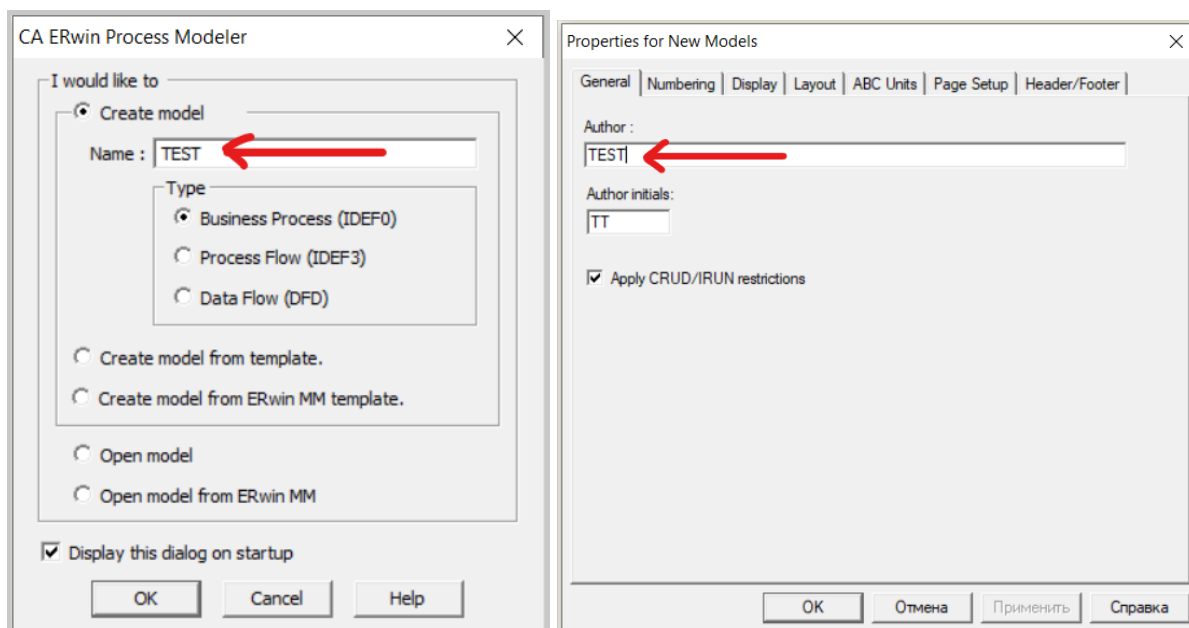 CA ERwin Process Modeler
I would like to
Create model
Name : TEST
Type
Business Process (IDEF0)
Process Flow (IDEF3)
Data Flow (DFD)
Create model from template.
Create model from ERwin MM template.
Open model
Open model from ERwin MM
Display this dialog on startup
OK Cancel Help
Properties for New Models
General Numbering Display Layout ABC Units Page Setup Header/Footer
Author :
TEST
Author initials:
TT
Apply CRUD/IRUN restrictions
OK Отмена Применить Справка